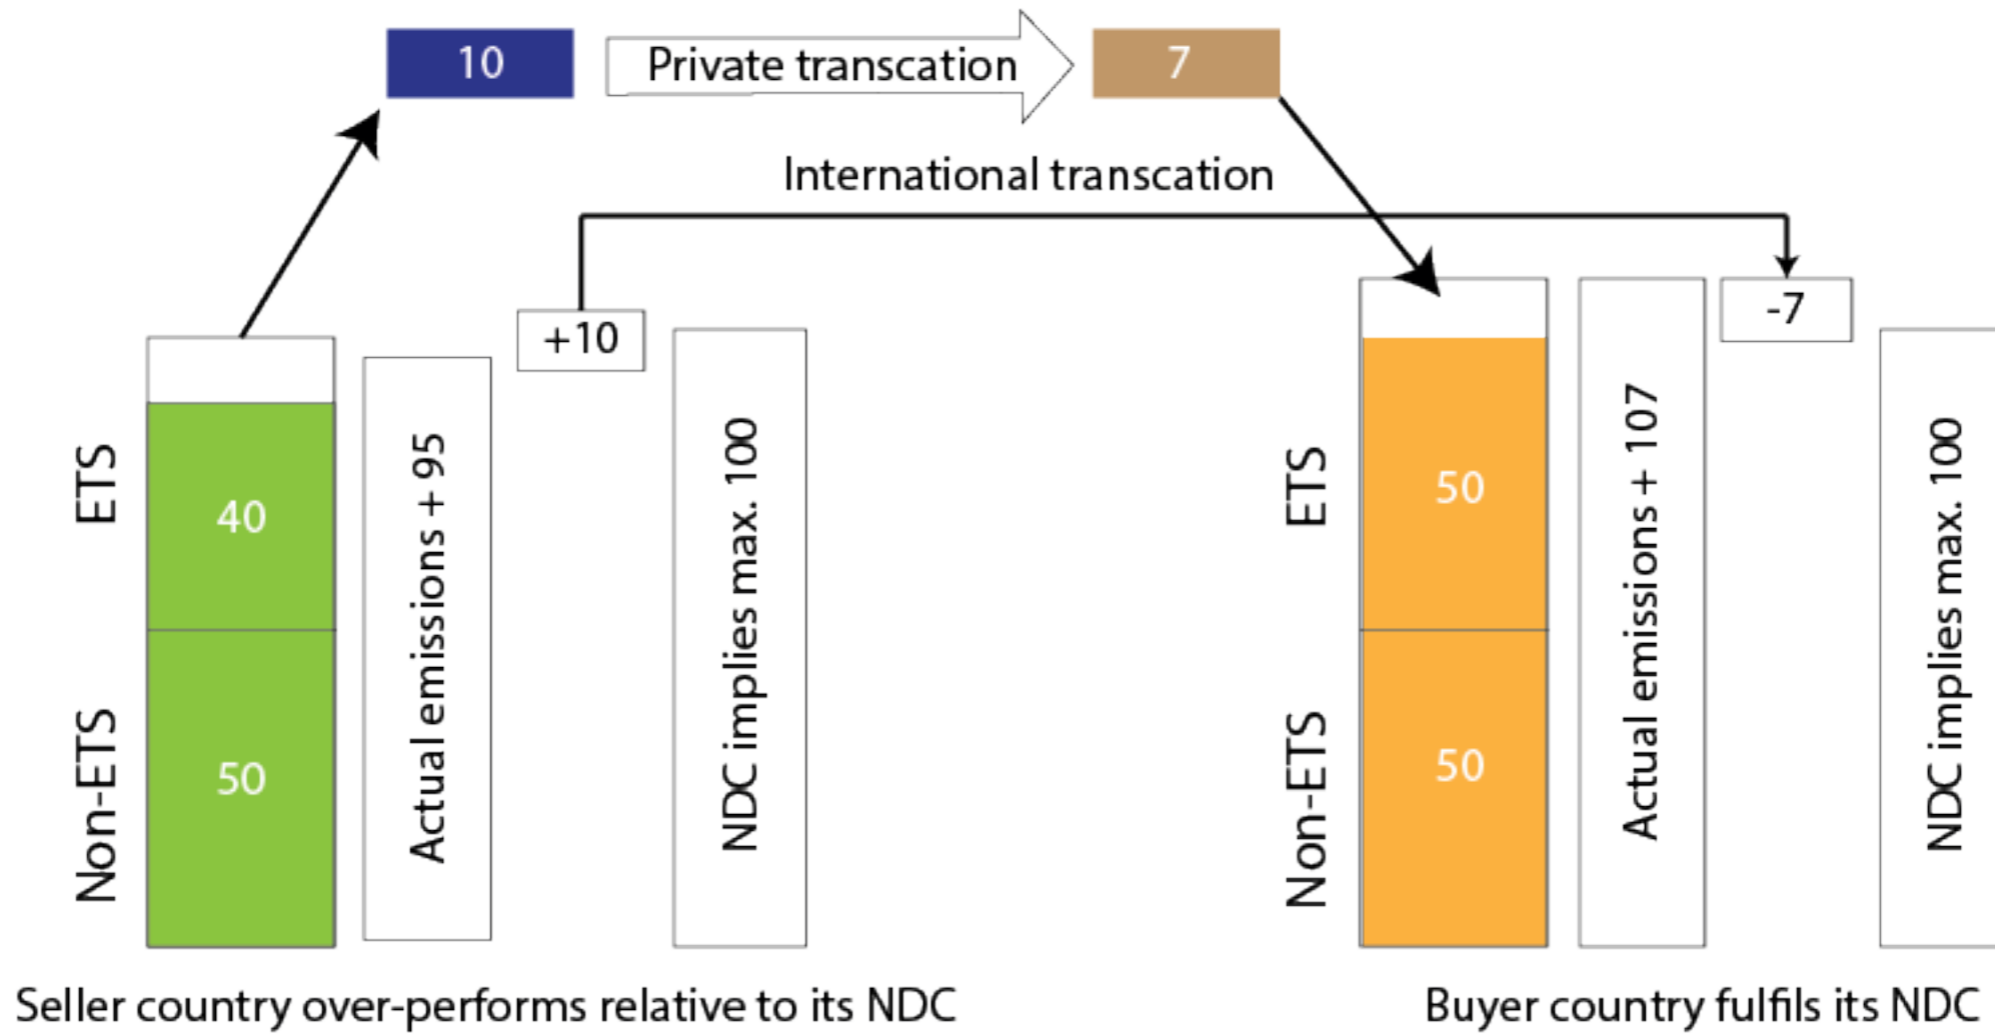 10
Private transcation
7
International transcation
+10
-7
ETS
40
Non-ETS
50
Actual emissions + 95
NDC implies max. 100
ETS
50
Non-ETS
50
Actual emissions + 107
NDC implies max. 100
Seller country over-performs relative to its NDC
Buyer country fulfils its NDC